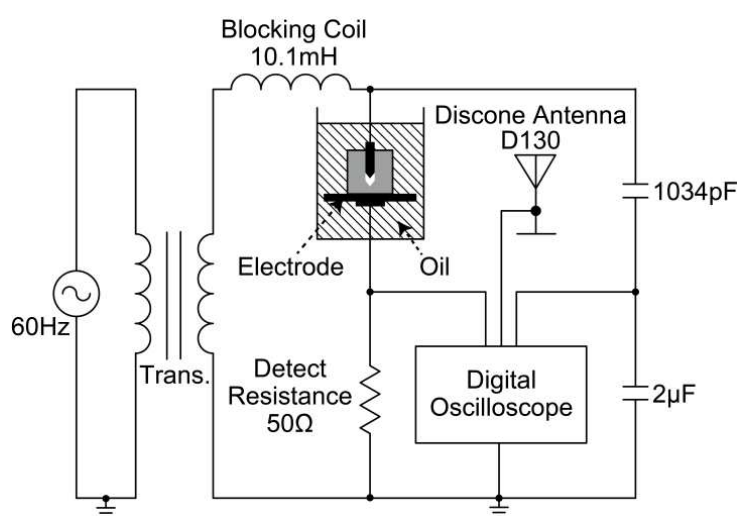 Blocking Coil
10.1mH
Discone Antenna
D130
1034pF
Electrode
Oil
60Hz
Trans.
Detect
Resistance
50Ω
Digital
Oscilloscope
2µF